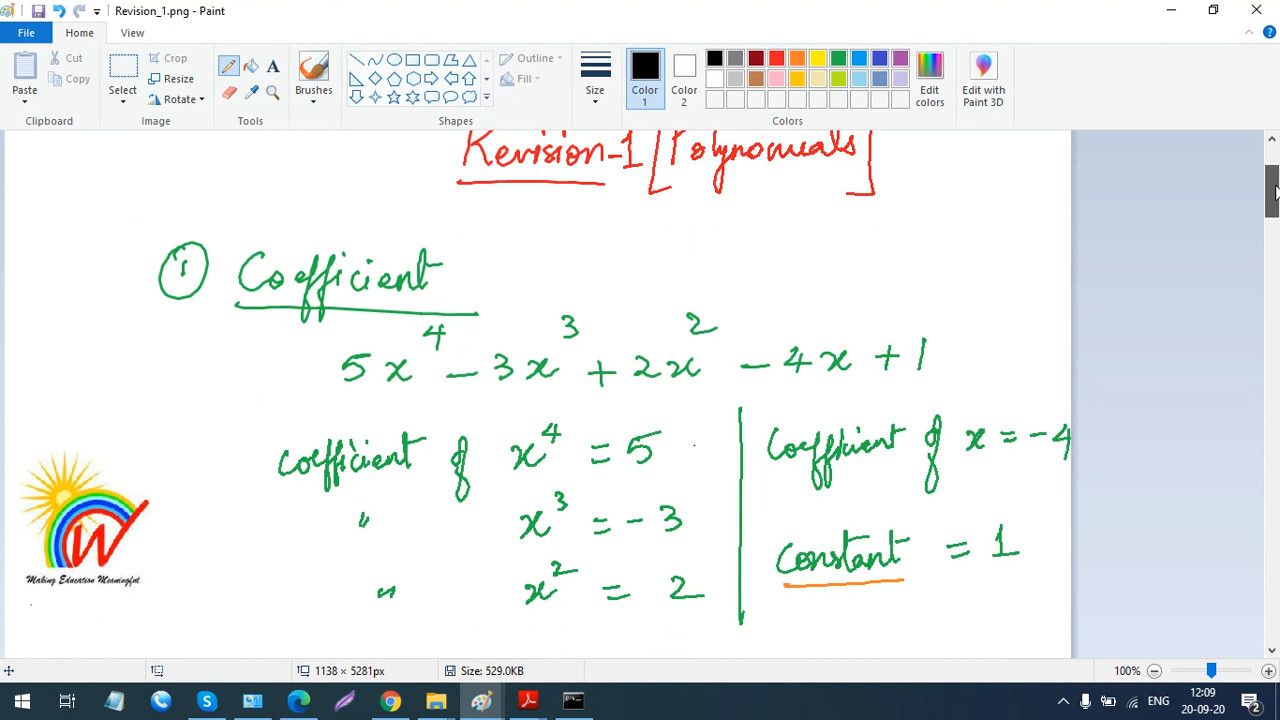 Revision_1.png - Paint
File Home View
Paste Cut Copy Clipboard
Select Crop Resize Rotate Image
Tools
Brushes
Outline Fill Shapes
Size
Color 1 Color 2 Edit colors Colors
Edit with Paint 3D
Revision-1 [Polynomials]
① Coefficient
5x⁴ - 3x³ + 2x² - 4x + 1
coefficient of x⁴ = 5
" x³ = - 3
" x² = 2
Coefficient of x = -4
Constant = 1
W
Making Education Meaningful
1138 × 5281px Size: 529.0KB 100%
ENG 12:09 20-09-20 2